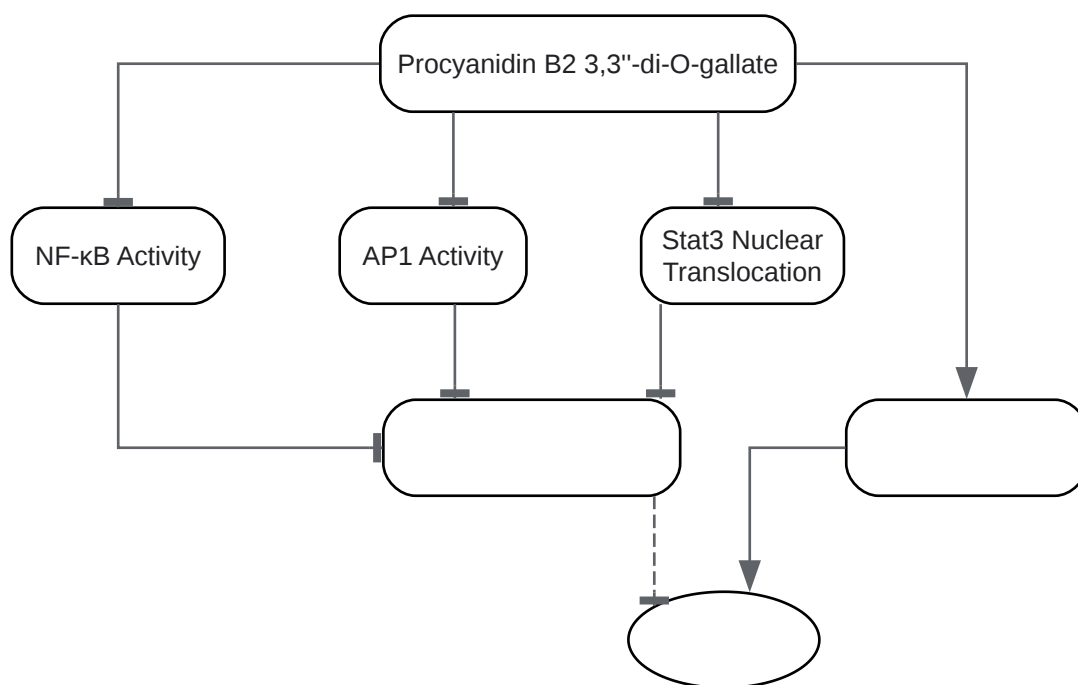 Procyanidin B2 3,3''-di-O-gallate
NF-κB Activity
AP1 Activity
Stat3 Nuclear
Translocation